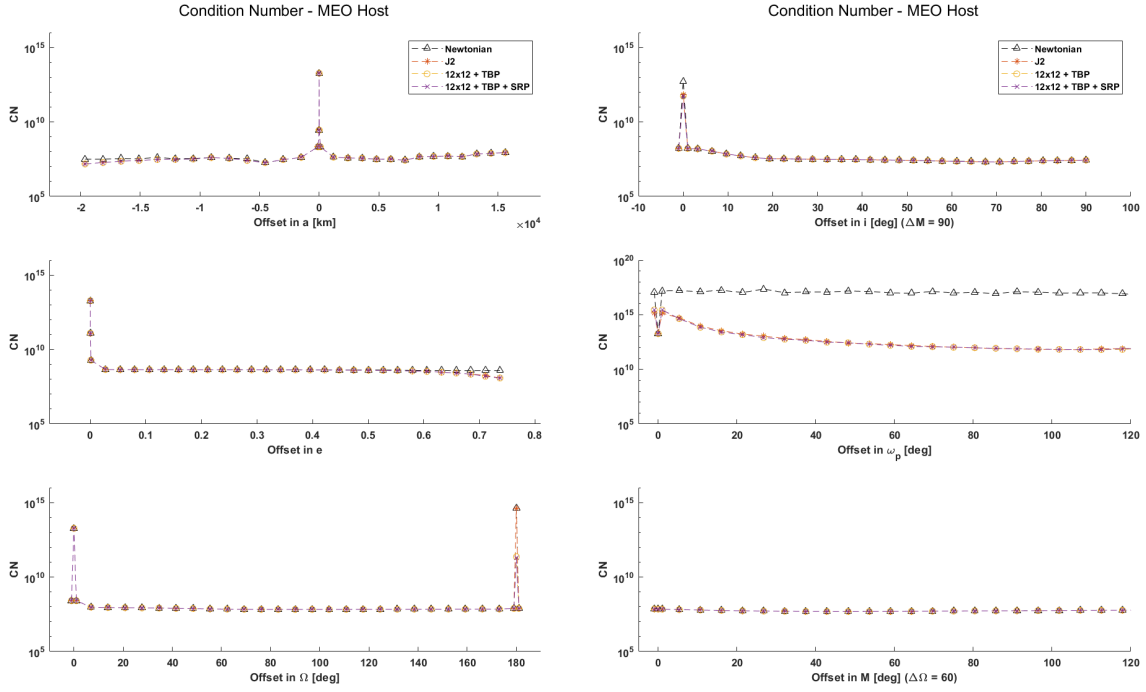 Condition Number - MEO Host
10^15
10^10
10^5
CN
Newtonian
J2
12x12 + TBP
12x12 + TBP + SRP
-2 -1.5 -1 -0.5 0 0.5 1 1.5
Offset in a [km]
×10^4
Condition Number - MEO Host
10^15
10^10
10^5
CN
Newtonian
J2
12x12 + TBP
12x12 + TBP + SRP
-10 0 10 20 30 40 50 60 70 80 90 100
Offset in i [deg] (ΔM = 90)
10^15
10^10
10^5
CN
0 0.1 0.2 0.3 0.4 0.5 0.6 0.7 0.8
Offset in e
10^20
10^15
10^10
10^5
CN
0 20 40 60 80 100 120
Offset in ω_p [deg]
10^15
10^10
10^5
CN
0 20 40 60 80 100 120 140 160 180
Offset in Ω [deg]
10^15
10^10
10^5
CN
0 20 40 60 80 100 120
Offset in M [deg] (ΔΩ = 60)